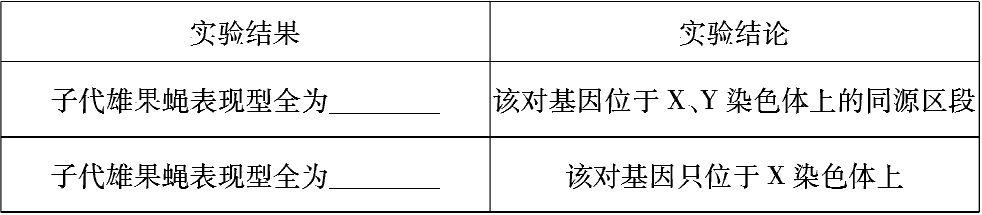 实验结果 实验结论
子代雄果蝇表现型全为________ 该对基因位于 X、Y 染色体上的同源区段
子代雄果蝇表现型全为________ 该对基因只位于 X 染色体上